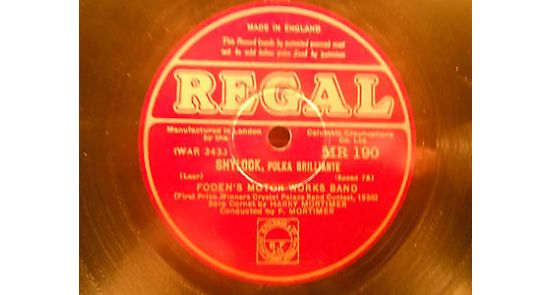 MADE IN ENGLAND
REGAL
Manufactured in London by the
Columbia Graphophone Co. Ltd.
(WAR 343.)
MR 190
SHYLOCK, POLKA BRILLIANTE
(Lear)
(Speed 78)
FODEN'S MOTOR WORKS BAND
(First Prize Winners Crystal Palace Band Contest, 1930)
Solo Cornet by HARRY MORTIMER
Conducted by F. MORTIMER